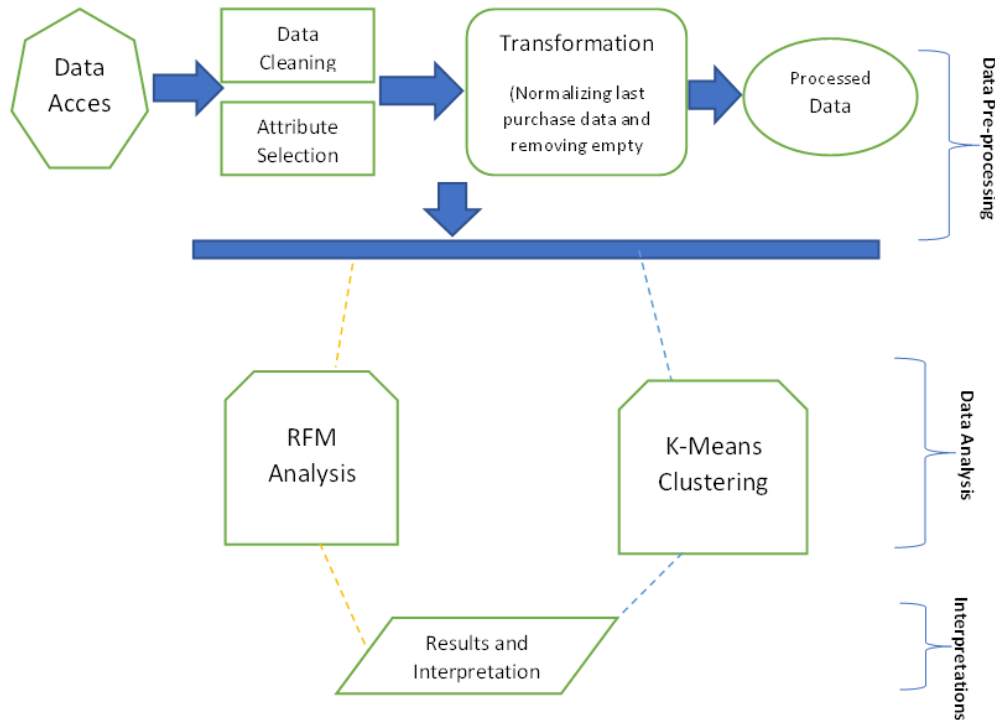 Data
Acces
Data
Cleaning
Attribute
Selection
Transformation
(Normalizing last
purchase data and
removing empty
Processed
Data
Data Pre-processing
RFM
Analysis
K-Means
Clustering
Data Analysis
Results and
Interpretation
Interpretations